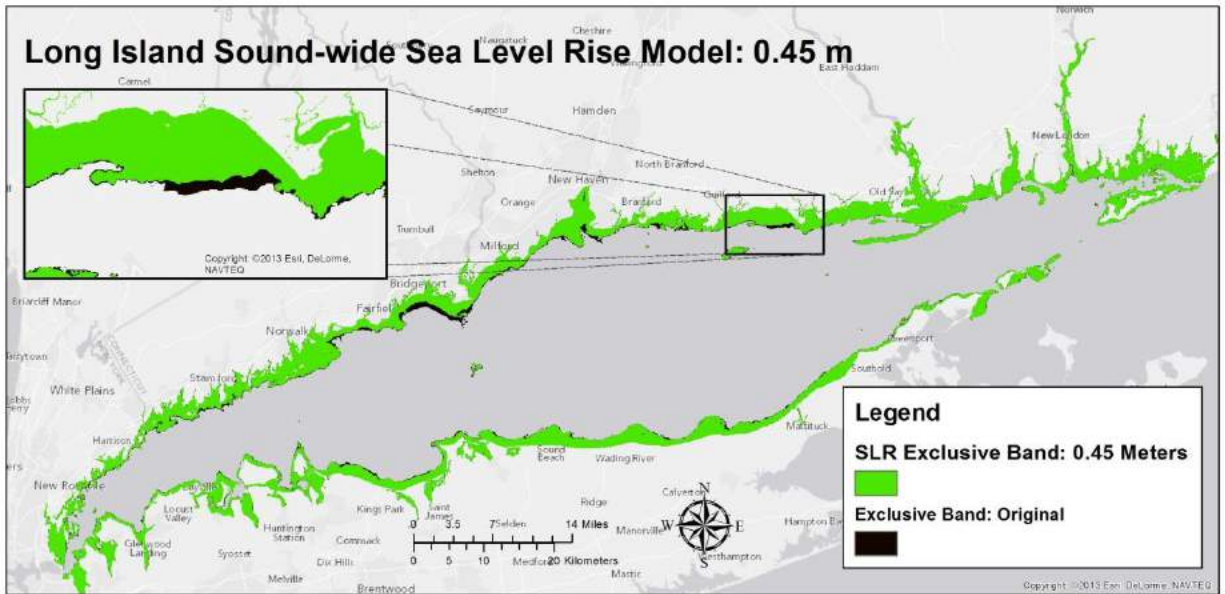 Long Island Sound-wide Sea Level Rise Model: 0.45 m
Norwich
Cheshire
Naugatuck
East Haddam
Carmel
Seymour
Hamden
North Branford
New London
Shelton
New Haven
Guilford
Orange
Branford
Trumbull
Milford
Copyright: ©2013 Esri, DeLorme,
NAVTEQ
Bridgeport
Briarcliff Manor
Fairfiel
Norwalk
CONNECTICUT
NEW YORK
Greenport
Stamford
Southold
White Plains
Legend
SLR Exclusive Band: 0.45 Meters
Exclusive Band: Original
Harrison
Mattituck
Sound
Beach
Wading River
New Rochelle
N
W
E
S
Calverton
Locust
Valley
Kings Park
Saint
James
Ridge
Hampton Ba
0 3.5 7 14 Miles
Selden
Manorville
Huntington
Station
Glenwood
Landing
Syosset
Commack
0 5 10 20 Kilometers
Dix Hills
Medford
Westhampton
Melville
Mastic
Brentwood
Copyright: ©2013 Esri, DeLorme, NAVTEQ